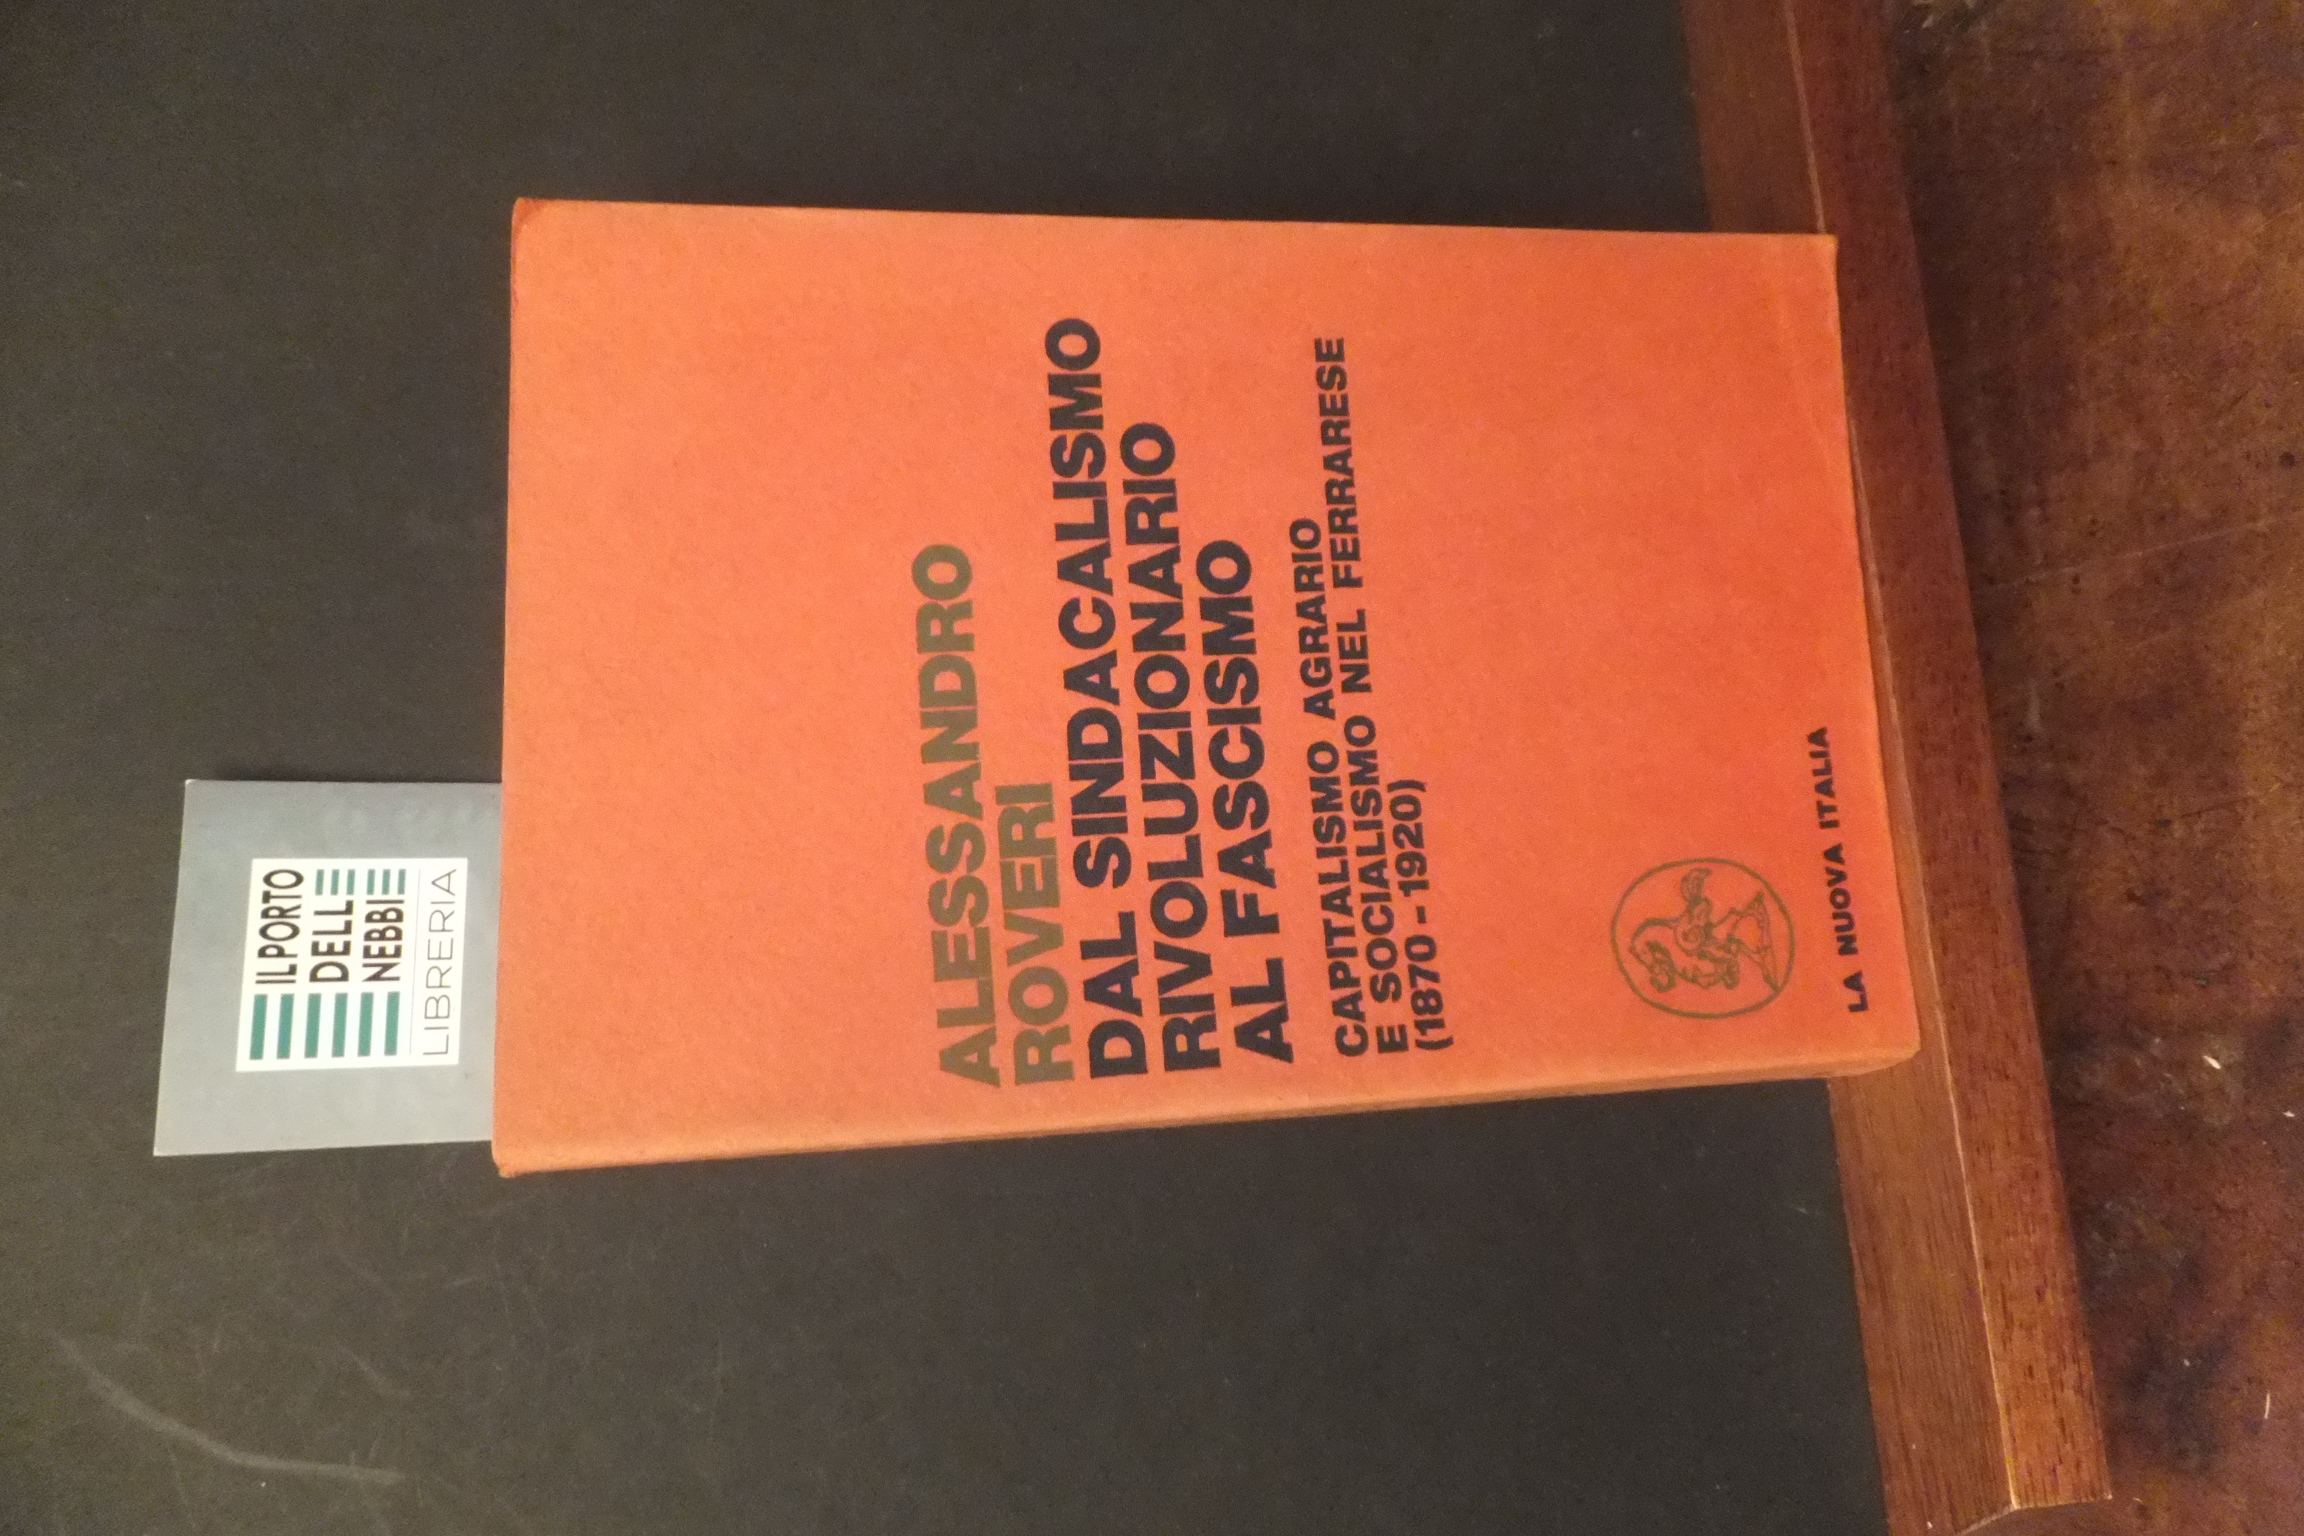 IL PORTO
DELLE
NEBBIE
LIBRERIA
ALESSANDRO
ROVERI
DAL SINDACALISMO
RIVOLUZIONARIO
AL FASCISMO
CAPITALISMO AGRARIO
E SOCIALISMO NEL FERRARESE
(1870-1920)
LA NUOVA ITALIA